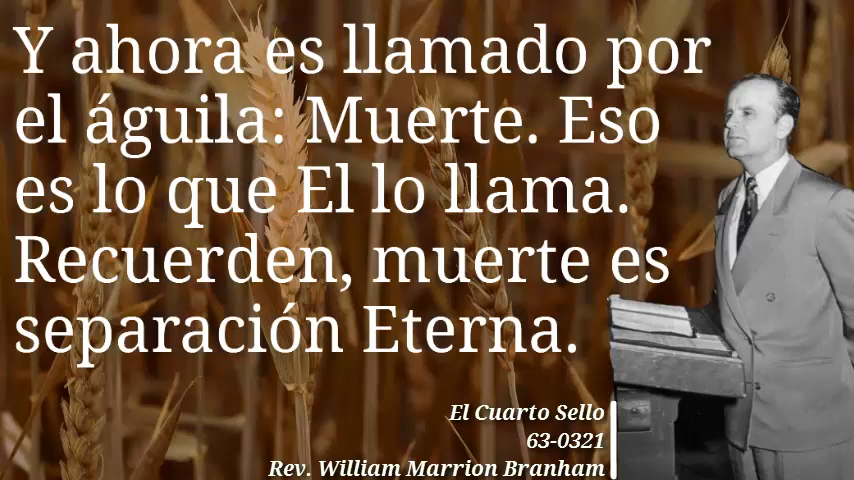 Y ahora es llamado por
el águila: Muerte. Eso
es lo que El lo llama.
Recuerden, muerte es
separación Eterna.
El Cuarto Sello
63-0321
Rev. William Marrion Branham